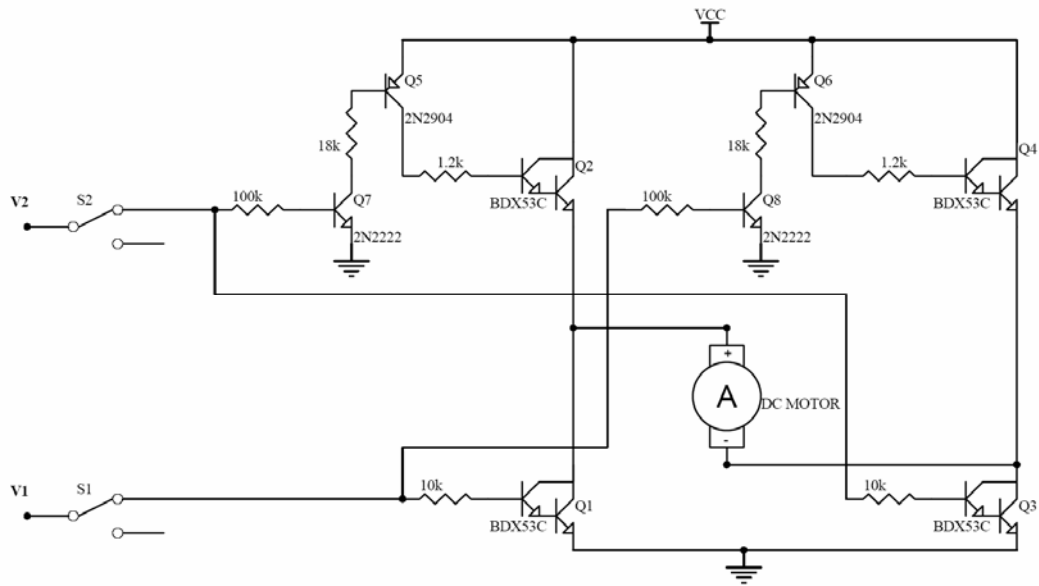 VCC
Q5
Q6
2N2904
2N2904
18k
18k
Q4
1.2k
Q2
1.2k
V2
S2
100k
Q7
BDX53C
100k
Q8
BDX53C
2N2222
2N2222
+
A
DC MOTOR
-
V1
S1
10k
Q1
10k
Q3
BDX53C
BDX53C